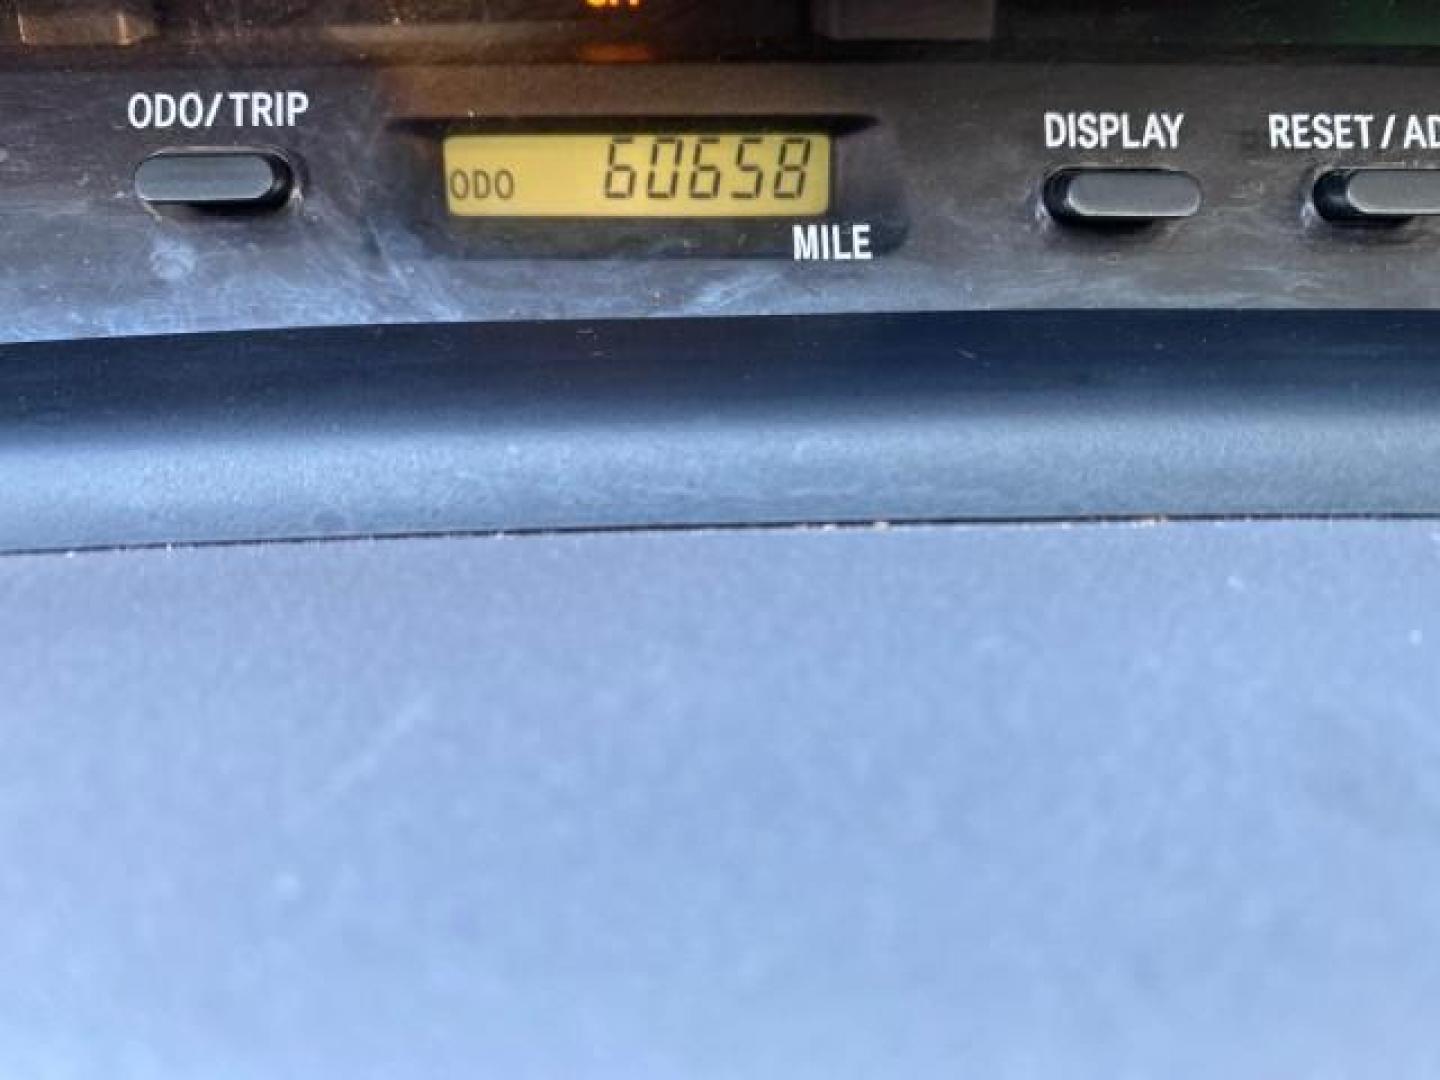 ODO/TRIP
ODO 60658
MILE
DISPLAY
RESET/AD